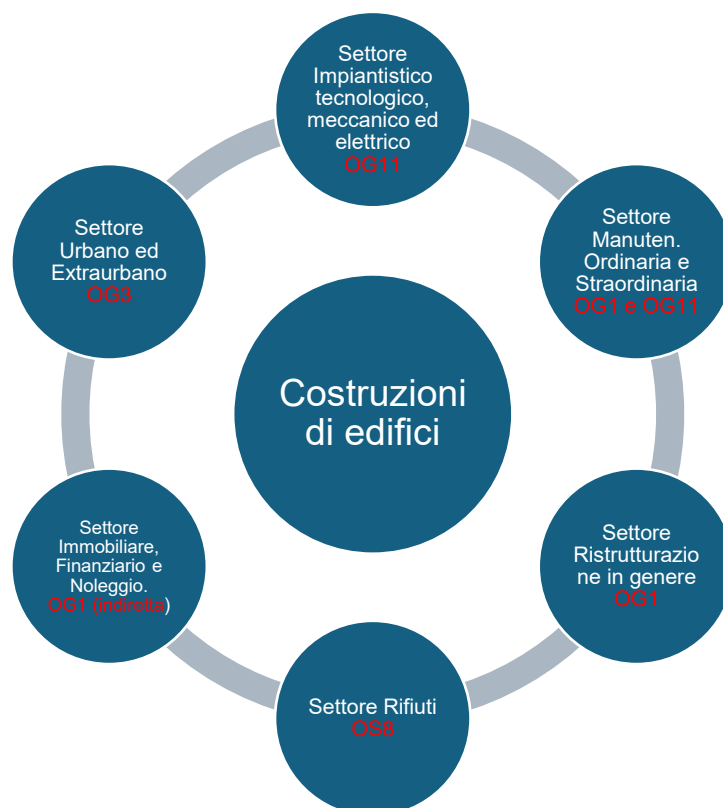 Settore
Impiantistico
tecnologico,
meccanico ed
elettrico
OG11
Settore
Manuten.
Ordinaria e
Straordinaria
OG1 e OG11
Settore
Ristrutturazio
ne in genere
OG1
Settore Rifiuti
OS8
Settore
Immobiliare,
Finanziario e
Noleggio.
OG1 (indiretta)
Settore
Urbano ed
Extraurbano
OG3
Costruzioni
di edifici